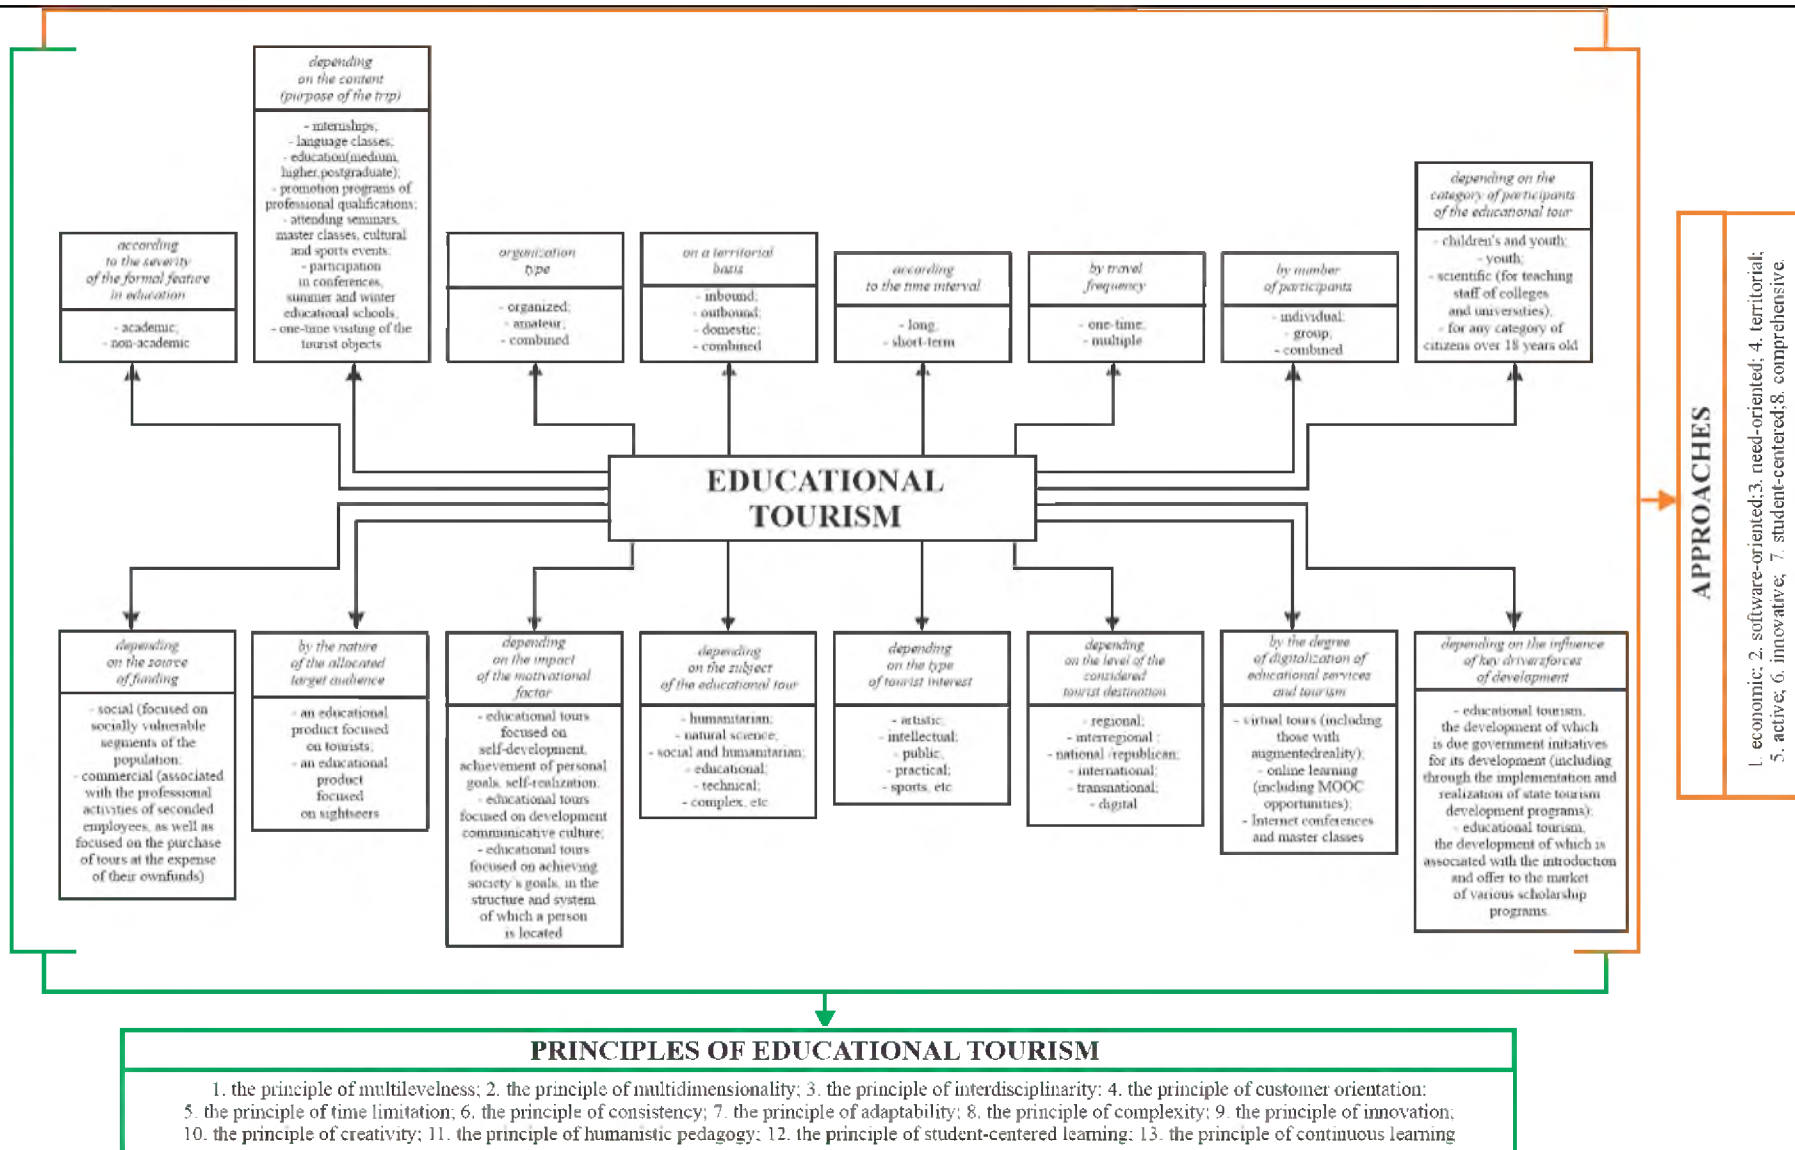 depending
on the content
(purpose of the trip)
- internships;
- language classes;
- education(medium,
higher,postgraduate);
- promotion programs of
professional qualifications;
- attending seminars,
master classes, cultural
and sports events;
- participation
in conferences,
summer and winter
educational schools,
- one-time visiting of the
tourist objects
according
to the severity
of the formal feature
in education
- academic;
- non-academic
organization
type
- organized;
- amateur;
- combined
on a territorial
basis
- inbound;
- outbound;
- domestic;
- combined
according
to the time interval
- long;
- short-term
by travel
frequency
- one-time,
- multiple
by number
of participants
- individual;
- group;
- combined
depending on the
category of participants
of the educational tour
- children's and youth;
- youth;
- scientific (for teaching
staff of colleges
and universities),
- for any category of
citizens over 18 years old
EDUCATIONAL
TOURISM
depending
on the source
of funding
- social (focused on
socially vulnerable
segments of the
population;
- commercial (associated
with the professional
activities of seconded
employees, as well as
focused on the purchase
of tours at the expense
of their ownfunds)
by the nature
of the allocated
target audience
- an educational
product focused
on tourists;
- an educational
product
focused
on sightseers
depending
on the impact
of the motivational
factor
- educational tours
focused on
self-development,
achievement of personal
goals, self-realization;
- educational tours
focused on development
communicative culture;
- educational tours
focused on achieving
society's goals, in the
structure and system
of which a person
is located
depending
on the subject
of the educational tour
- humanitarian;
- natural science;
- social and humanitarian;
- educational;
- technical;
- complex, etc
depending
on the type
of tourist interest
- artistic;
- intellectual;
- public;
- practical;
- sports, etc
depending
on the level of the
considered
tourist destination
- regional;
- interregional ;
- national /republican;
- international;
- transnational;
- digital
by the degree
of digitalization of
educational services
and tourism
- virtual tours (including
those with
augmentedreality);
- online learning
(including MOOC
opportunities);
- Internet conferences
and master classes
depending on the influence
of key driversforces
of development
- educational tourism,
the development of which
is due government initiatives
for its development (including
through the implementation and
realization of state tourism
development programs);
- educational tourism,
the development of which is
associated with the introduction
and offer to the market
of various scholarship
programs.
APPROACHES
1. economic; 2. software-oriented;3. need-oriented; 4. territorial;
5. active; 6. innovative; 7. student-centered;8. comprehensive.
PRINCIPLES OF EDUCATIONAL TOURISM
1. the principle of multilevelness; 2. the principle of multidimensionality; 3. the principle of interdisciplinarity; 4. the principle of customer orientation;
5. the principle of time limitation; 6. the principle of consistency; 7. the principle of adaptability; 8. the principle of complexity; 9. the principle of innovation;
10. the principle of creativity; 11. the principle of humanistic pedagogy; 12. the principle of student-centered learning; 13. the principle of continuous learning